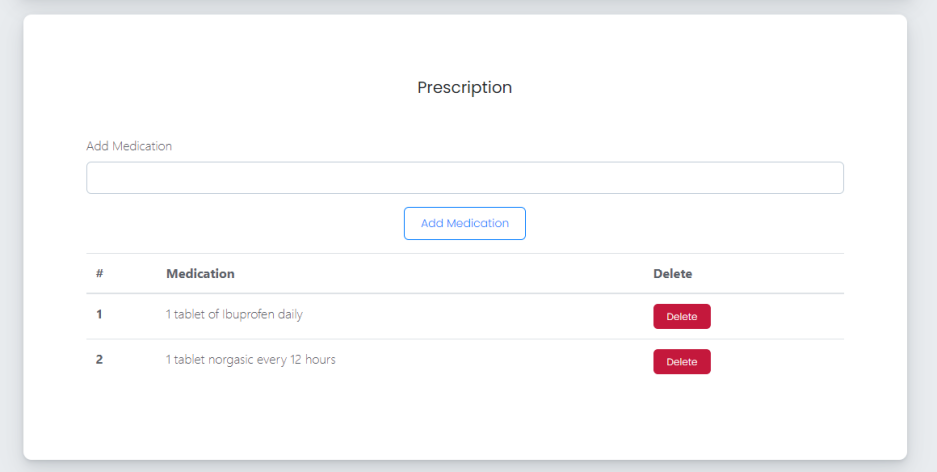 Prescription
Add Medication
Add Medication
# Medication Delete
1 1 tablet of Ibuprofen daily Delete
2 1 tablet norgasic every 12 hours Delete